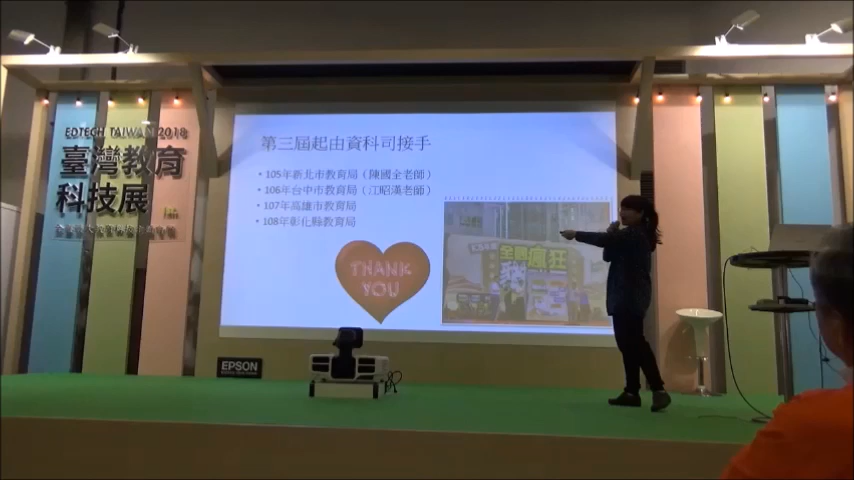 EDTECH TAIWAN 2018
臺灣教育
科技展
第三屆起由資科司接手
• 105年新北市教育局（陳國全老師）
• 106年台中市教育局（江昭漢老師）
• 107年高雄市教育局
• 108年彰化縣教育局
THANK
YOU
瘋狂
EPSON